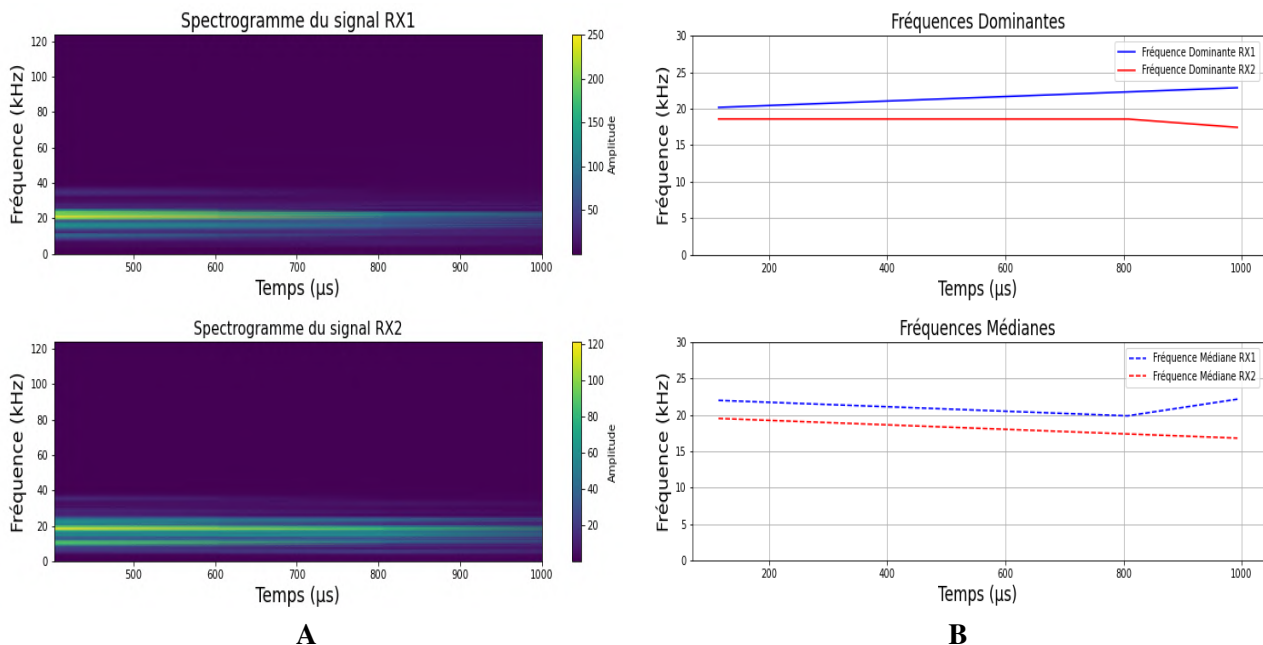 Spectrogramme du signal RX1
Fréquence (kHz)
120
100
80
60
40
20
0
500 600 700 800 900 1000
Temps (µs)
250
200
150
100
50
Amplitude
Fréquences Dominantes
Fréquence (kHz)
30
25
20
15
10
5
0
200 400 600 800 1000
Temps (µs)
Fréquence Dominante RX1
Fréquence Dominante RX2
Spectrogramme du signal RX2
Fréquence (kHz)
120
100
80
60
40
20
0
500 600 700 800 900 1000
Temps (µs)
120
100
80
60
40
20
Amplitude
Fréquences Médianes
Fréquence (kHz)
30
25
20
15
10
5
0
200 400 600 800 1000
Temps (µs)
Fréquence Médiane RX1
Fréquence Médiane RX2
A
B